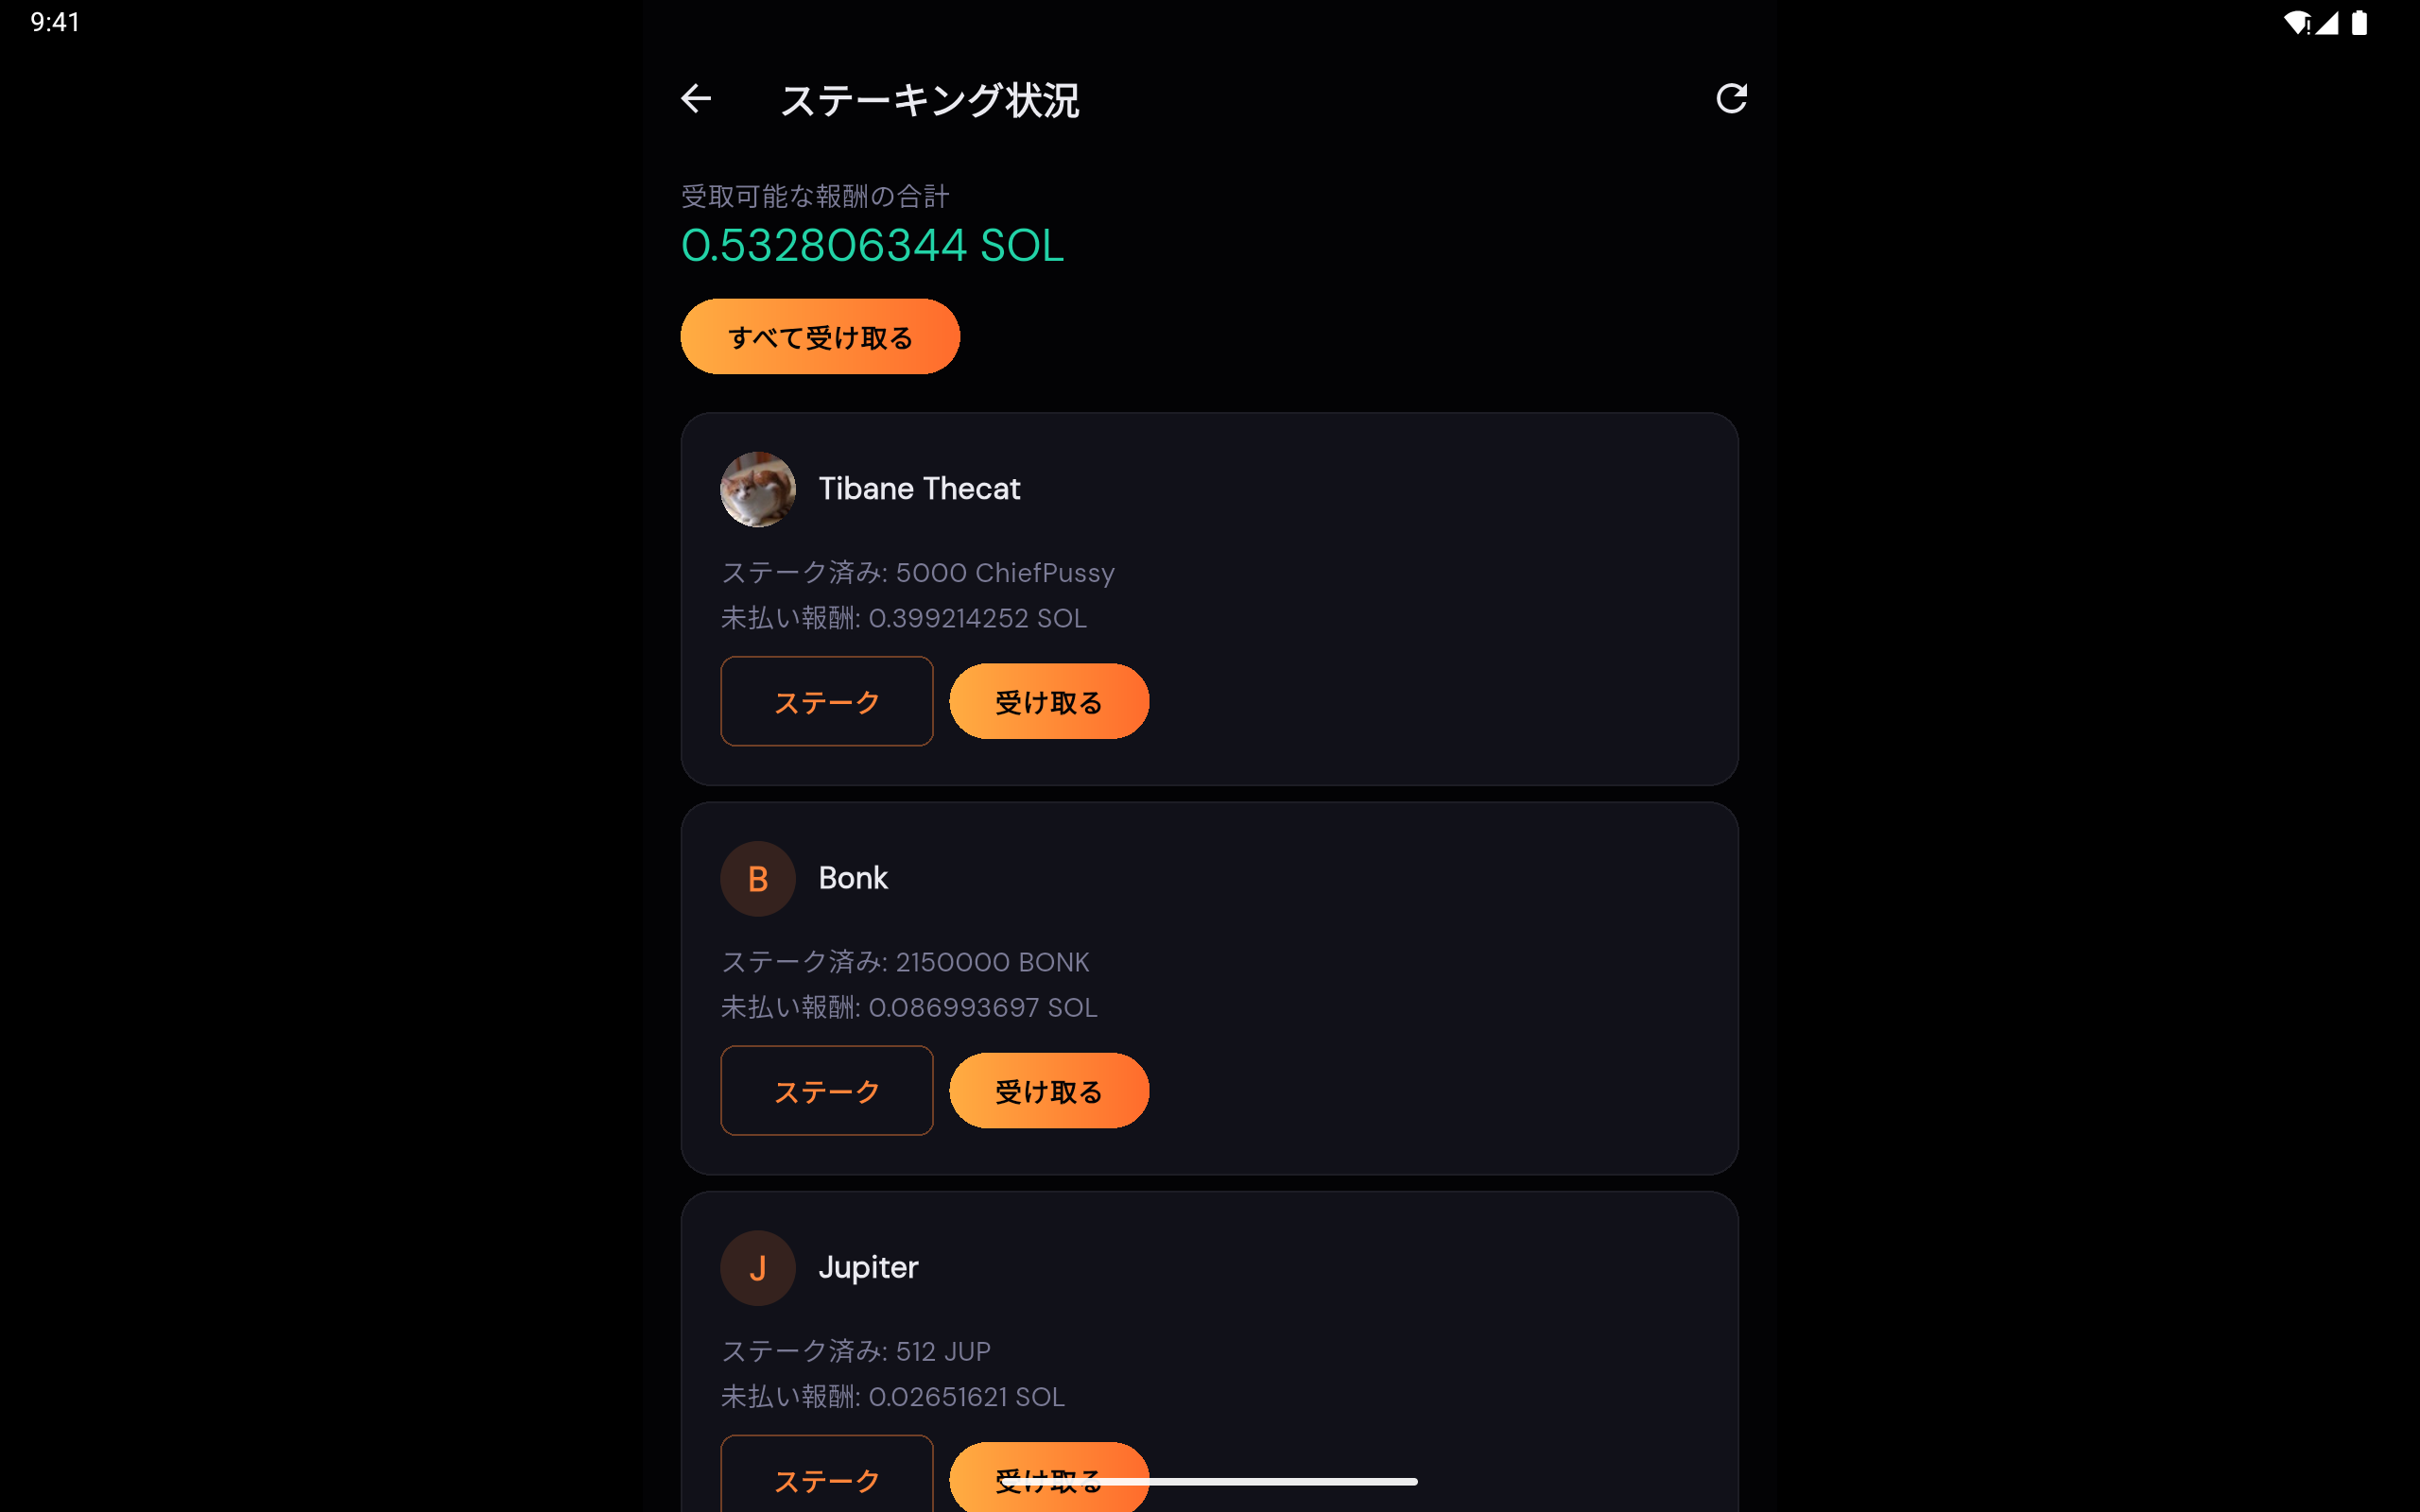 9:41
ステーキング状況
受取可能な報酬の合計
0.532806344 SOL
すべて受け取る
Tibane Thecat
ステーク済み: 5000 ChiefPussy
未払い報酬: 0.399214252 SOL
ステーク 受け取る
B Bonk
ステーク済み: 2150000 BONK
未払い報酬: 0.086993697 SOL
ステーク 受け取る
J Jupiter
ステーク済み: 512 JUP
未払い報酬: 0.02651621 SOL
ステーク 受け取る